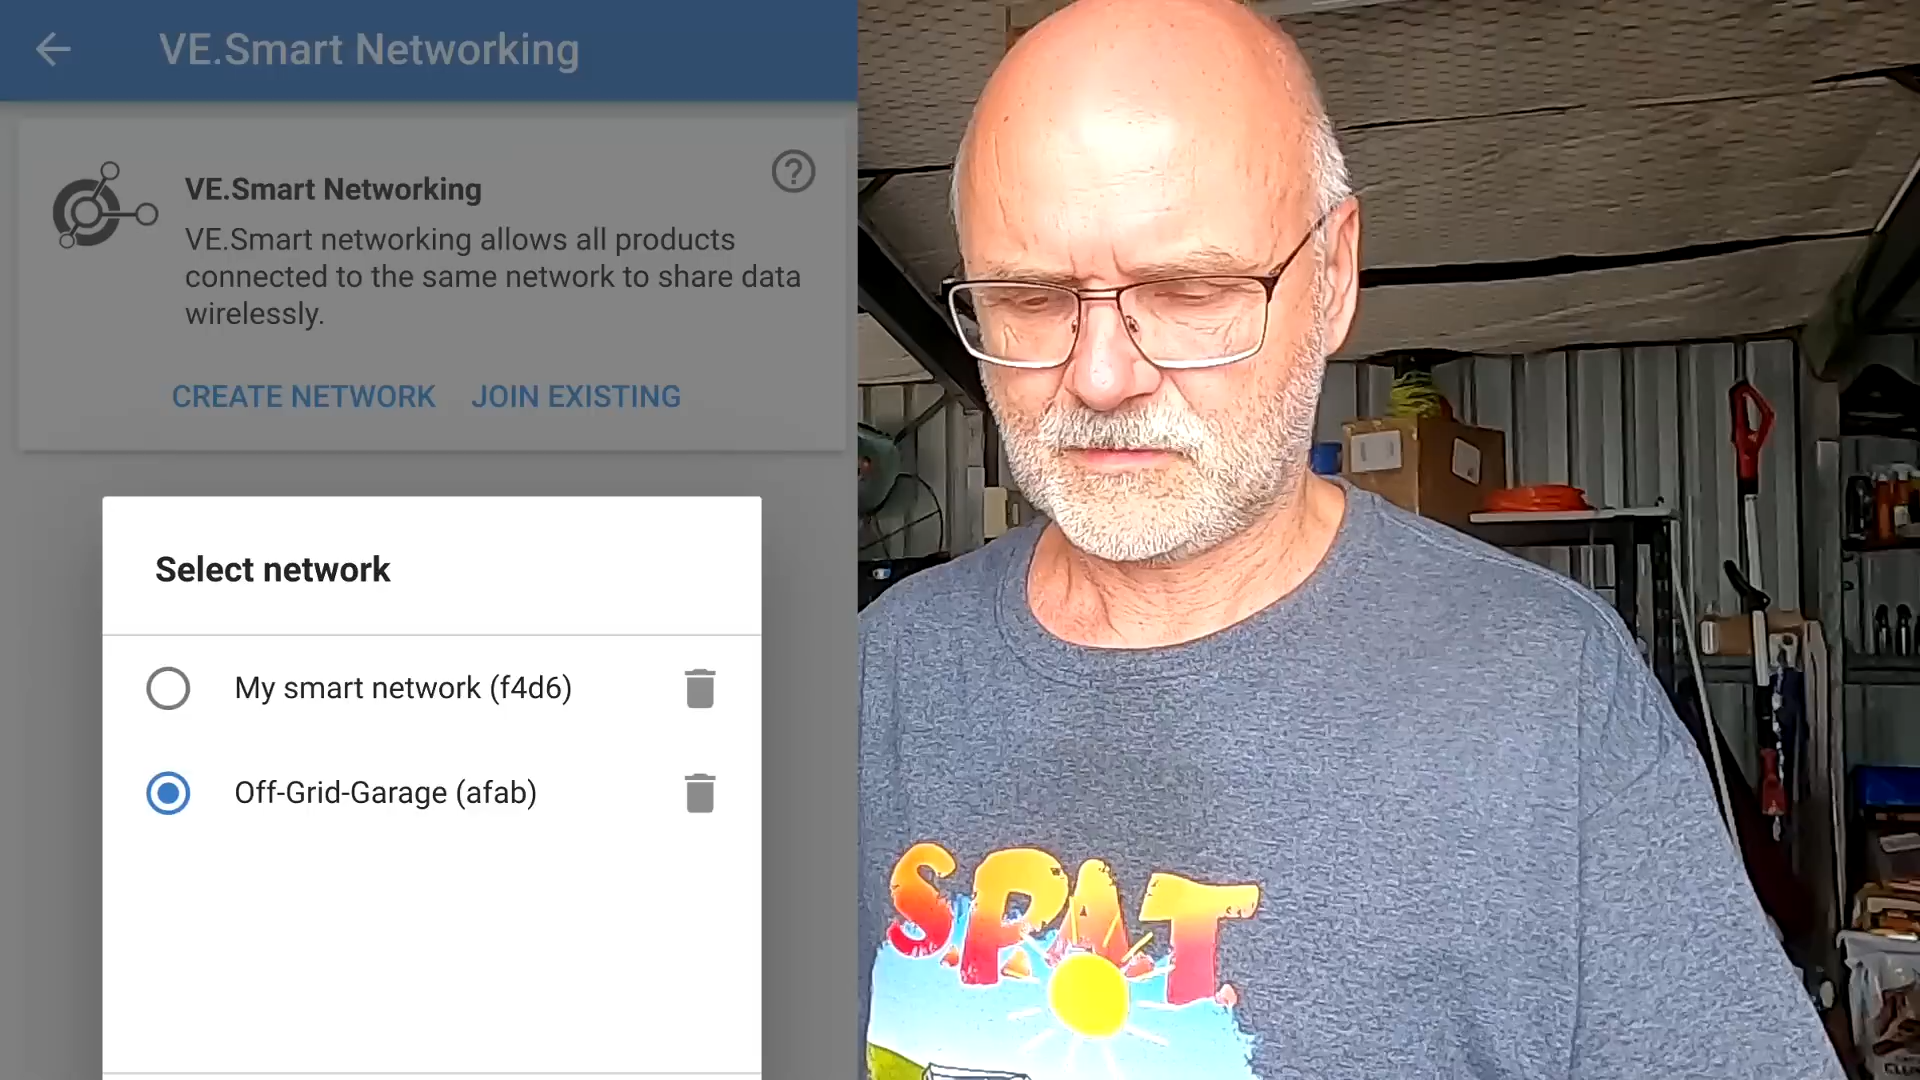 VE.Smart Networking
VE.Smart Networking
VE.Smart networking allows all products
connected to the same network to share data
wirelessly.
CREATE NETWORK JOIN EXISTING
Select network
My smart network (f4d6)
Off-Grid-Garage (afab)
S.P.A.T.